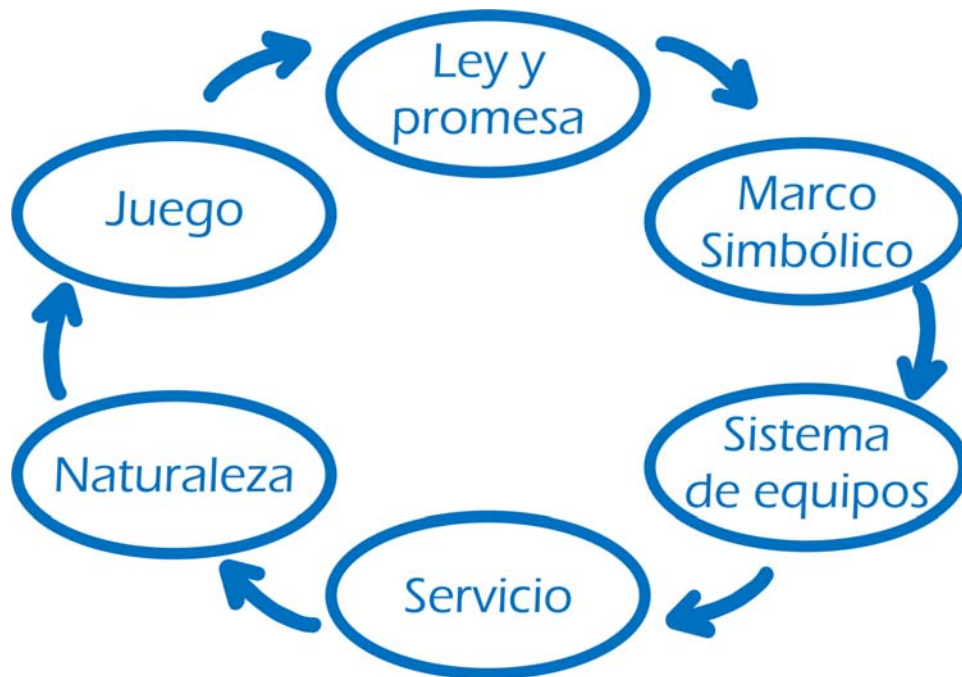 Ley y
promesa
Marco
Simbólico
Sistema
de equipos
Servicio
Naturaleza
Juego